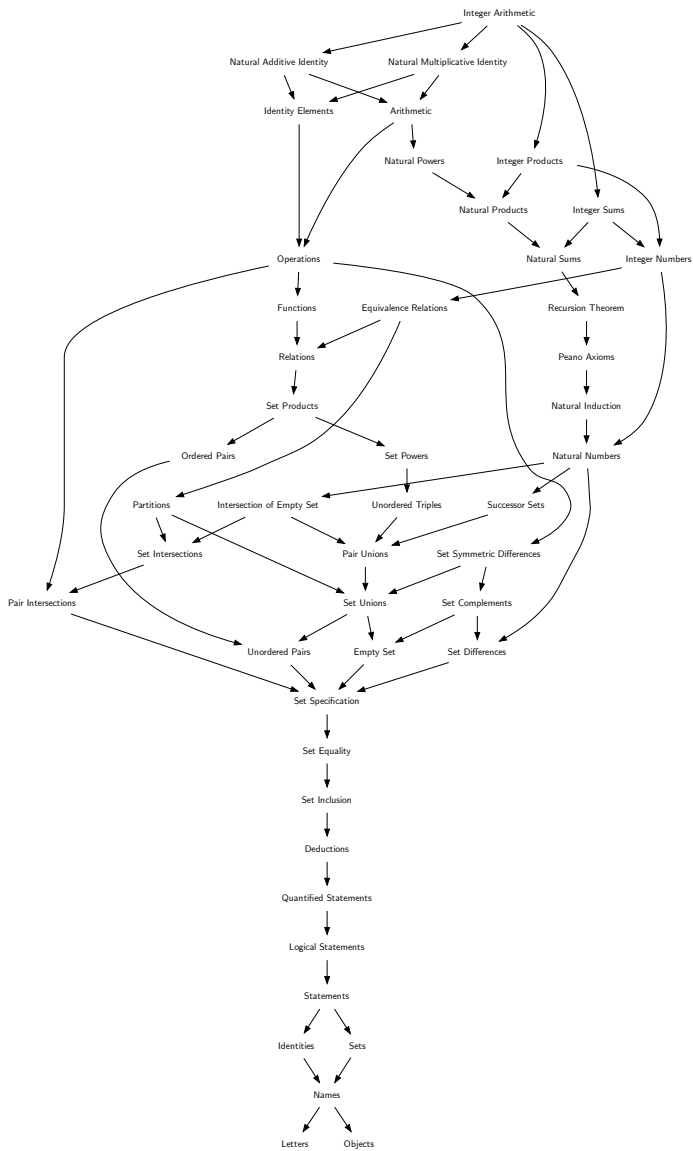 Integer Arithmetic
Natural Additive Identity
Natural Multiplicative Identity
Identity Elements
Arithmetic
Natural Powers
Integer Products
Natural Products
Integer Sums
Operations
Natural Sums
Integer Numbers
Functions
Equivalence Relations
Recursion Theorem
Relations
Peano Axioms
Set Products
Natural Induction
Ordered Pairs
Set Powers
Natural Numbers
Partitions
Intersection of Empty Set
Unordered Triples
Successor Sets
Set Intersections
Pair Unions
Set Symmetric Differences
Pair Intersections
Set Unions
Set Complements
Unordered Pairs
Empty Set
Set Differences
Set Specification
Set Equality
Set Inclusion
Deductions
Quantified Statements
Logical Statements
Statements
Identities
Sets
Names
Letters
Objects